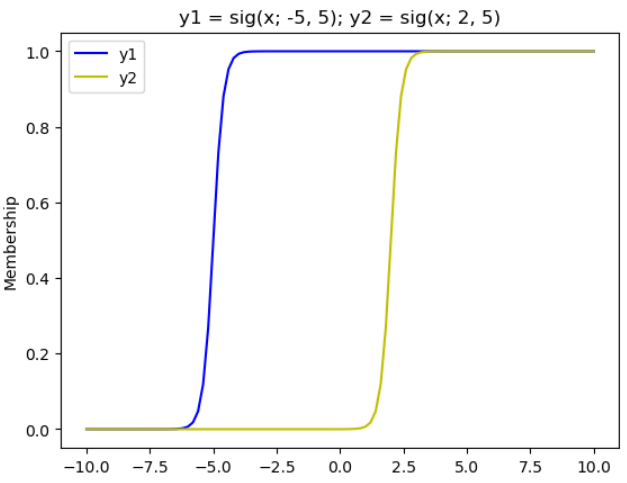 y1 = sig(x; -5, 5); y2 = sig(x; 2, 5)
y1
y2
Membership
1.0
0.8
0.6
0.4
0.2
0.0
−10.0 −7.5 −5.0 −2.5 0.0 2.5 5.0 7.5 10.0